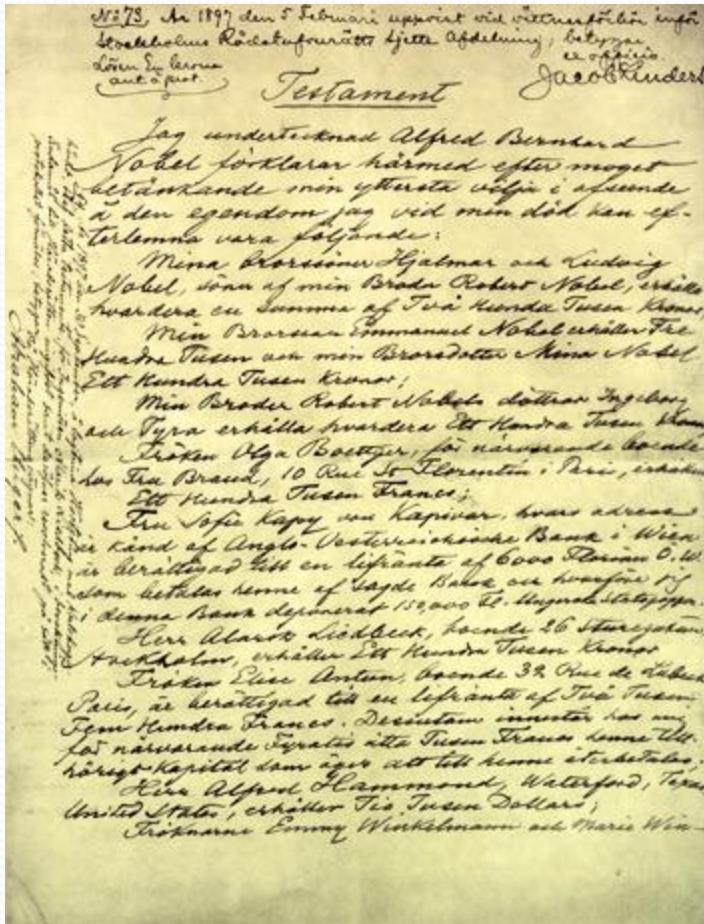 No 73, År 1897 den 5 Februari uppvist vid vittnesförhör inför
Stockholms Rådstufvurätts sjette Afdelning; betygar
Lösen En krona ex officio.
Jacob Linders
Testament
Jag undertecknad Alfred Bernhard
Nobel förklarar härmed efter moget
betänkande min yttersta vilja i afseende
å den egendom jag vid min död kan ef-
terlemna vara följande:
Mina Brorsöner Hjalmar och Ludvig
Nobel, söner af min Broder Robert Nobel, erhålla
hvardera en summa af Två Hundra Tusen Kronor;
Min Brorson Emmanuel Nobel erhåller Tre
Hundra Tusen och min Brorsdotter Mina Nobel
Ett Hundra Tusen Kronor;
Min Broder Robert Nobels döttrar Ingeborg
och Tyra erhålla hvardera Ett Hundra Tusen Kronor
Fröken Olga Boettger, för närvarande boende
hos Fru Brand, 10 Rue St Florentin i Paris, erhåller
Ett Hundra Tusen Francs;
Fru Sofie Kapy von Kapivar, hvars adress
är känd af Anglo-Oesterreichische Bank i Wien
är berättigad till en lifränta af 6000 Florins Ö.W.
som betalas henne af sagde Bank och hvarföre jag
i denna Bank deponerat 150,000 Fl. i Ungerska Statspapper.
Herr Alarik Liedbeck, boende 26 Sturegatan,
Stockholm, erhåller Ett Hundra Tusen Kronor
Fröken Elise Antun, boende 32 Rue de Lubeck
Paris, är berättigad till en lifränta af Två Tusen
Fem Hundra Francs. Dessutom innestår hos mig
för närvarande Fyratio åtta Tusen Francs henne till-
hörigt Kapital som äger att till henne återbetalas;
Herr Alfred Hammond, Waterford, Texas
United States, erhåller Tio Tusen Dollars;
Fröknarne Emmy Winkelmann och Marie Win-